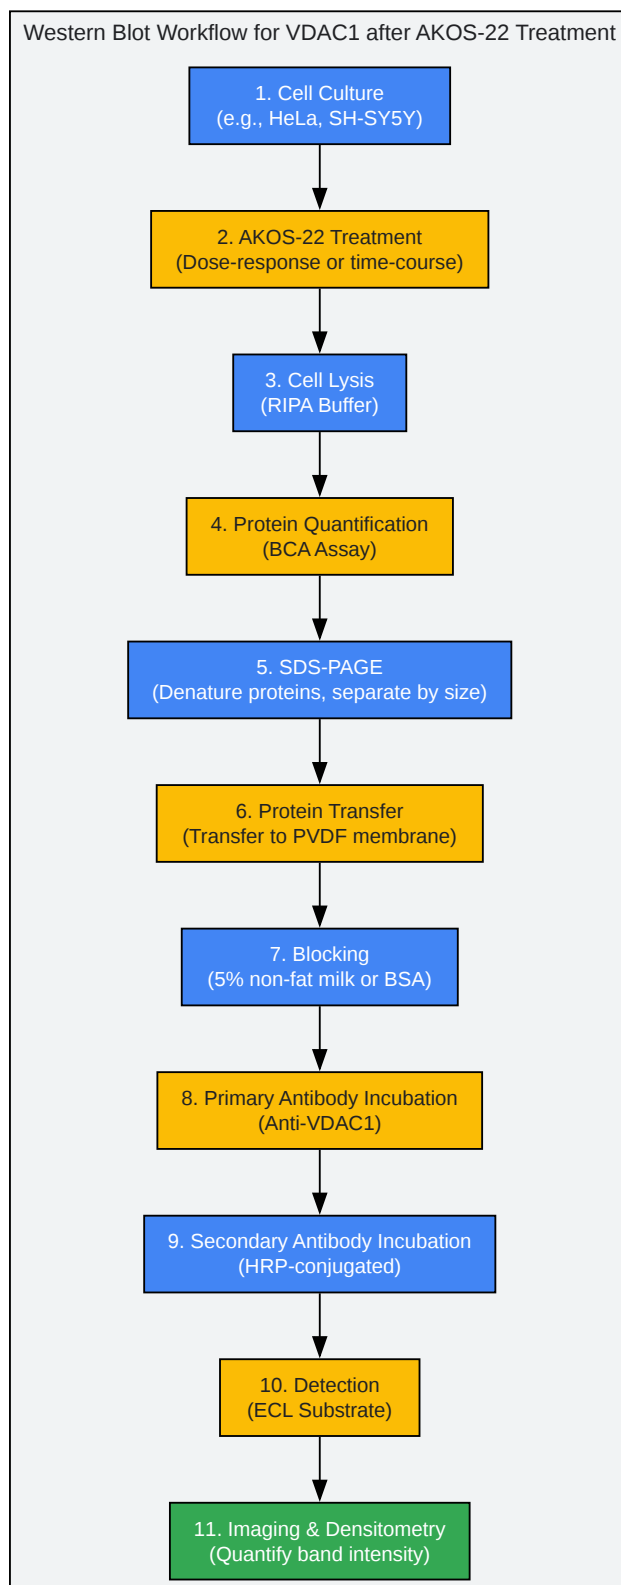 Western Blot Workflow for VDAC1 after AKOS-22 Treatment
1. Cell Culture
(e.g., HeLa, SH-SY5Y)
2. AKOS-22 Treatment
(Dose-response or time-course)
3. Cell Lysis
(RIPA Buffer)
4. Protein Quantification
(BCA Assay)
5. SDS-PAGE
(Denature proteins, separate by size)
6. Protein Transfer
(Transfer to PVDF membrane)
7. Blocking
(5% non-fat milk or BSA)
8. Primary Antibody Incubation
(Anti-VDAC1)
9. Secondary Antibody Incubation
(HRP-conjugated)
10. Detection
(ECL Substrate)
11. Imaging & Densitometry
(Quantify band intensity)